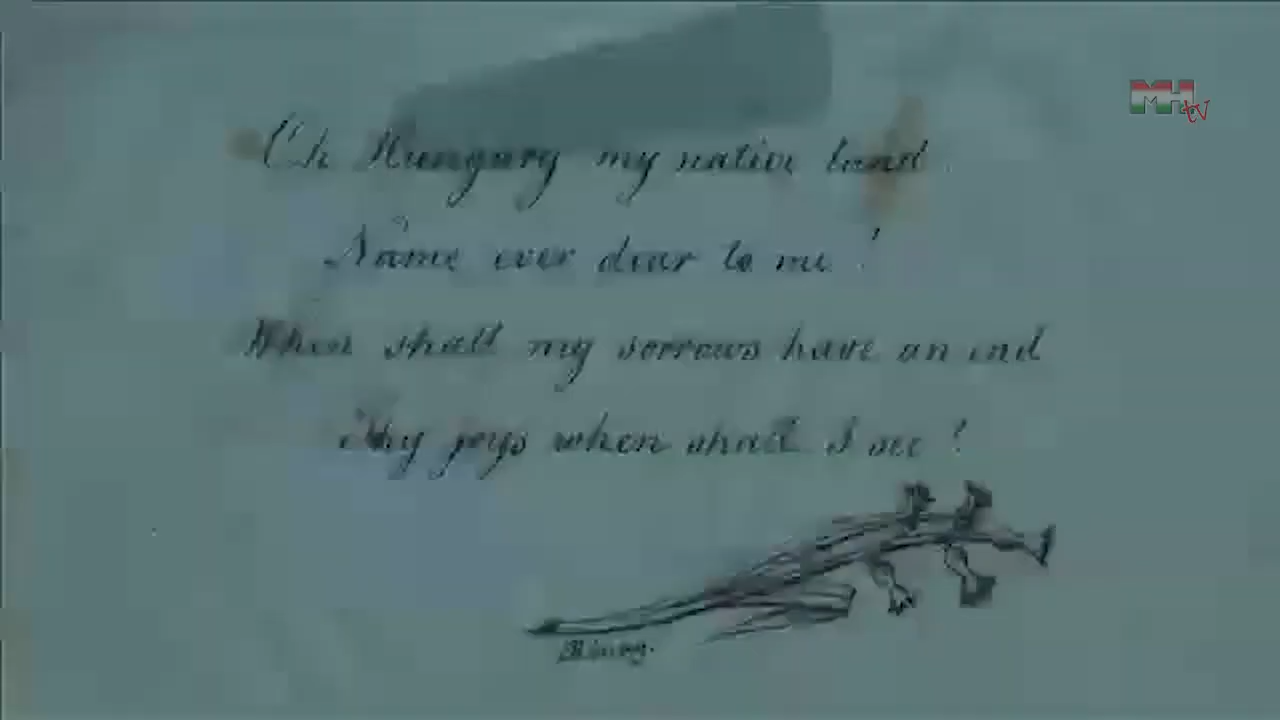 MHtv
Oh Hungary my native land
Name ever dear to me!
When shall my sorrows have an end
Thy joys when shall I see!